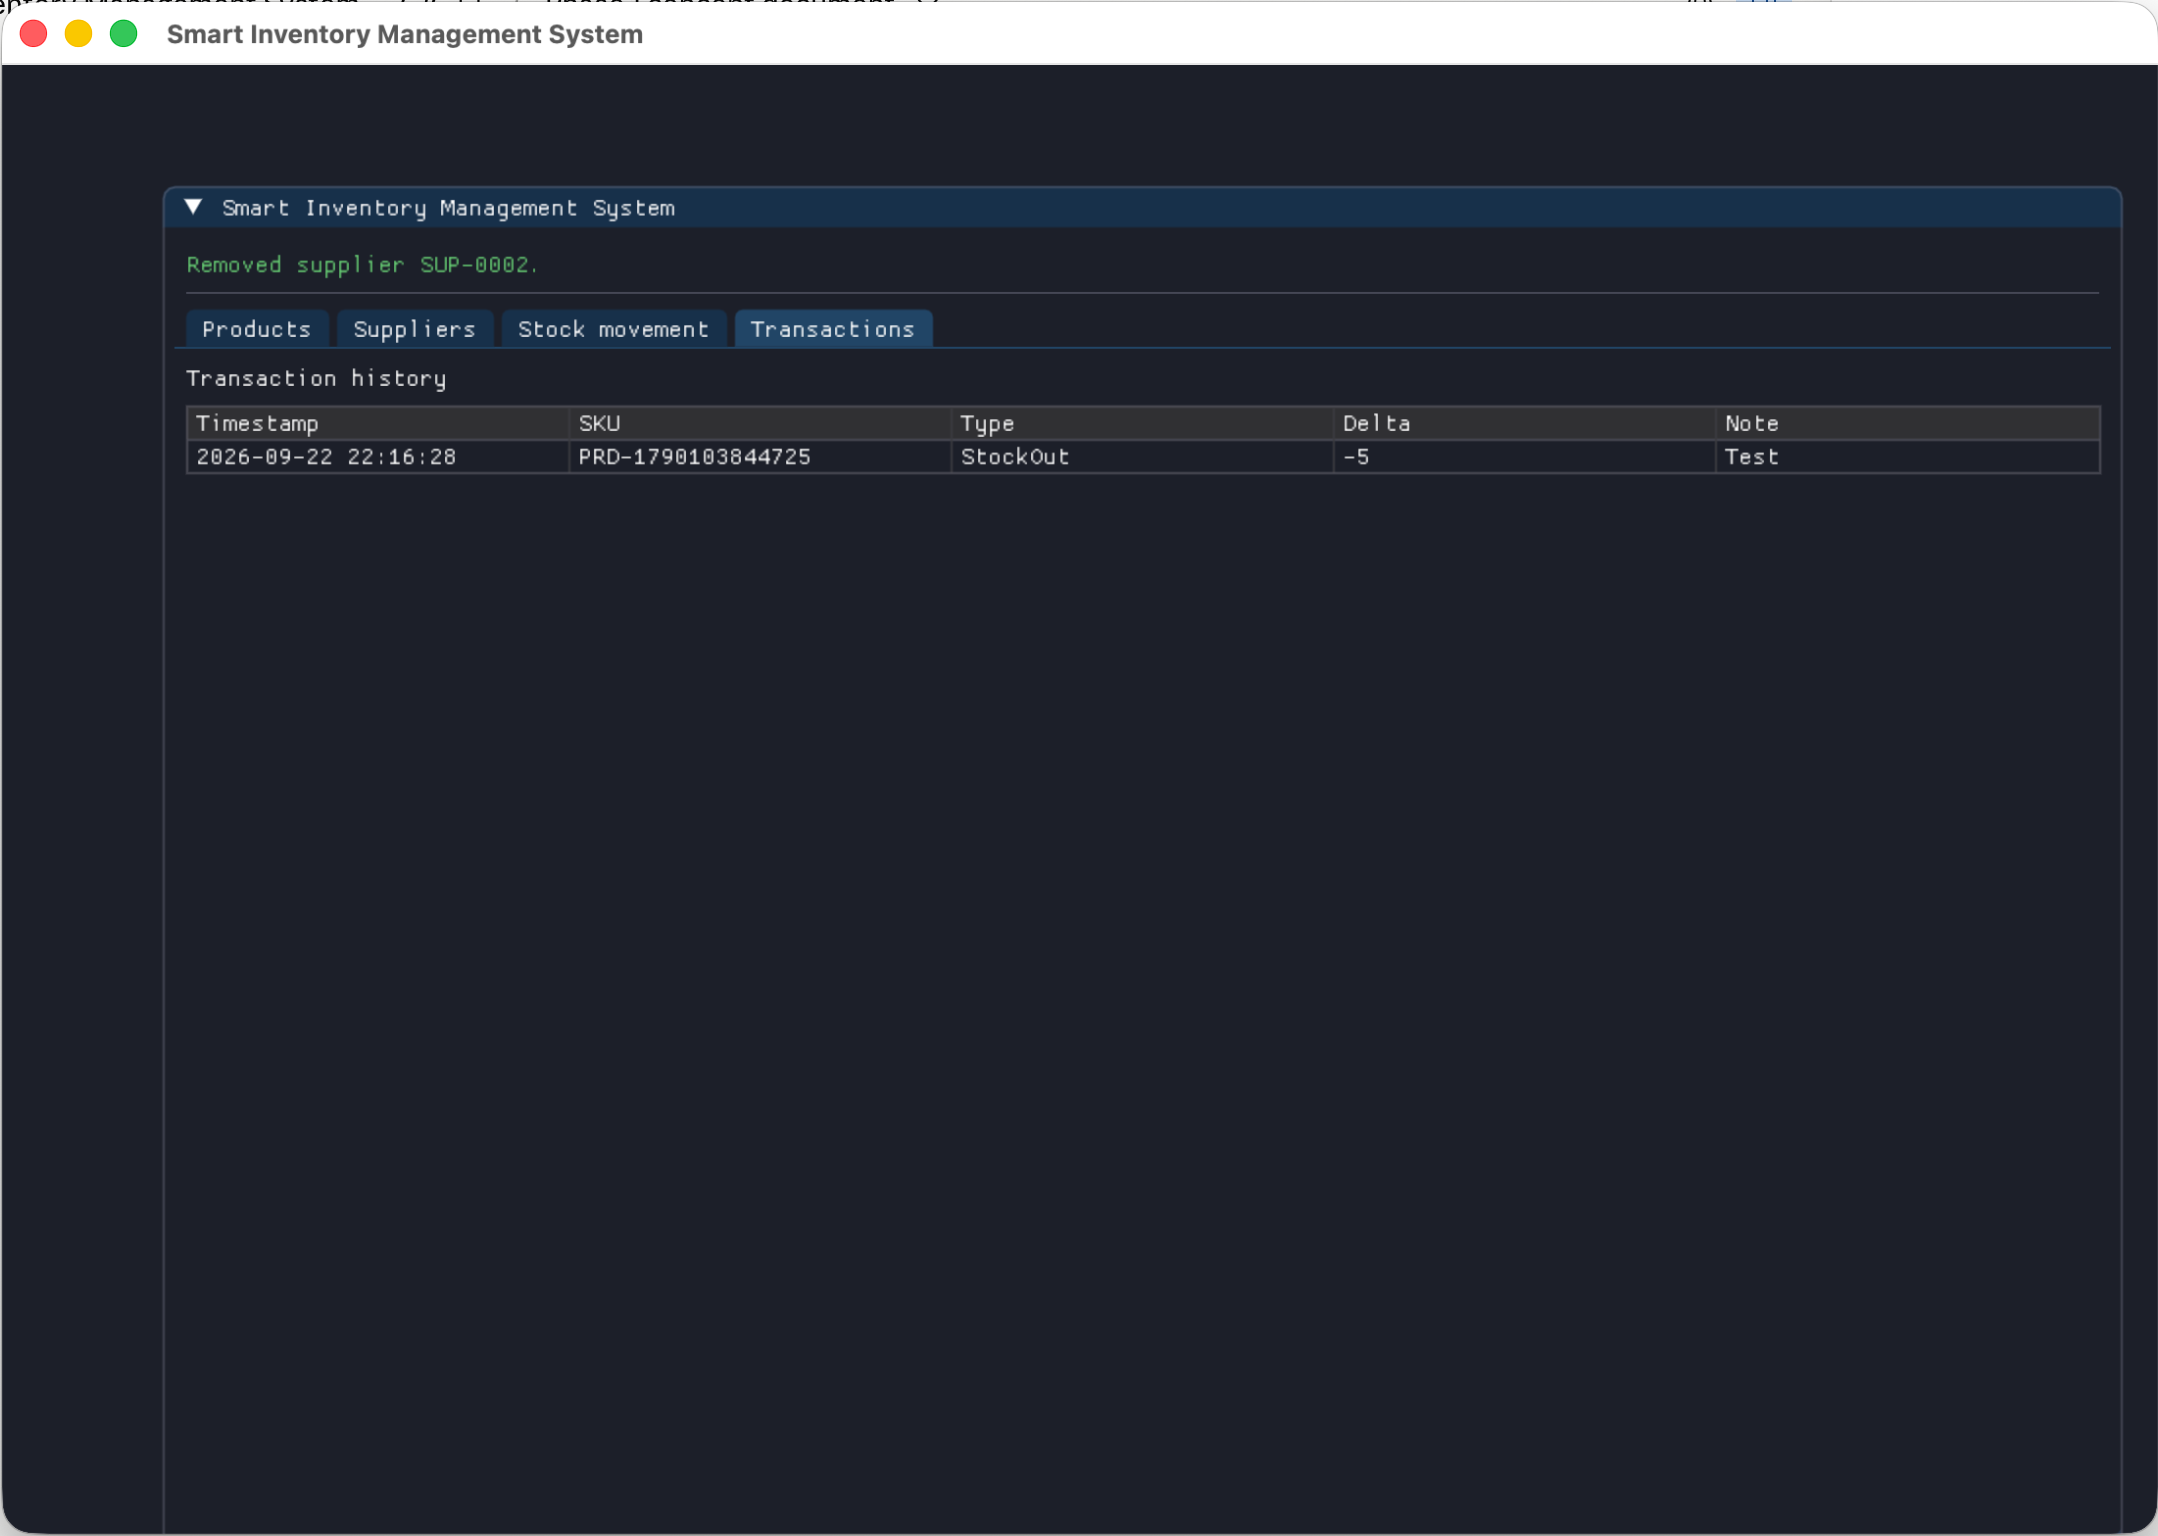 Smart Inventory Management System
Smart Inventory Management System
Removed supplier SUP-0002.
Products Suppliers Stock movement Transactions
Transaction history
Timestamp SKU Type Delta Note
2026-09-22 22:16:28 PRD-1790103844725 StockOut -5 Test